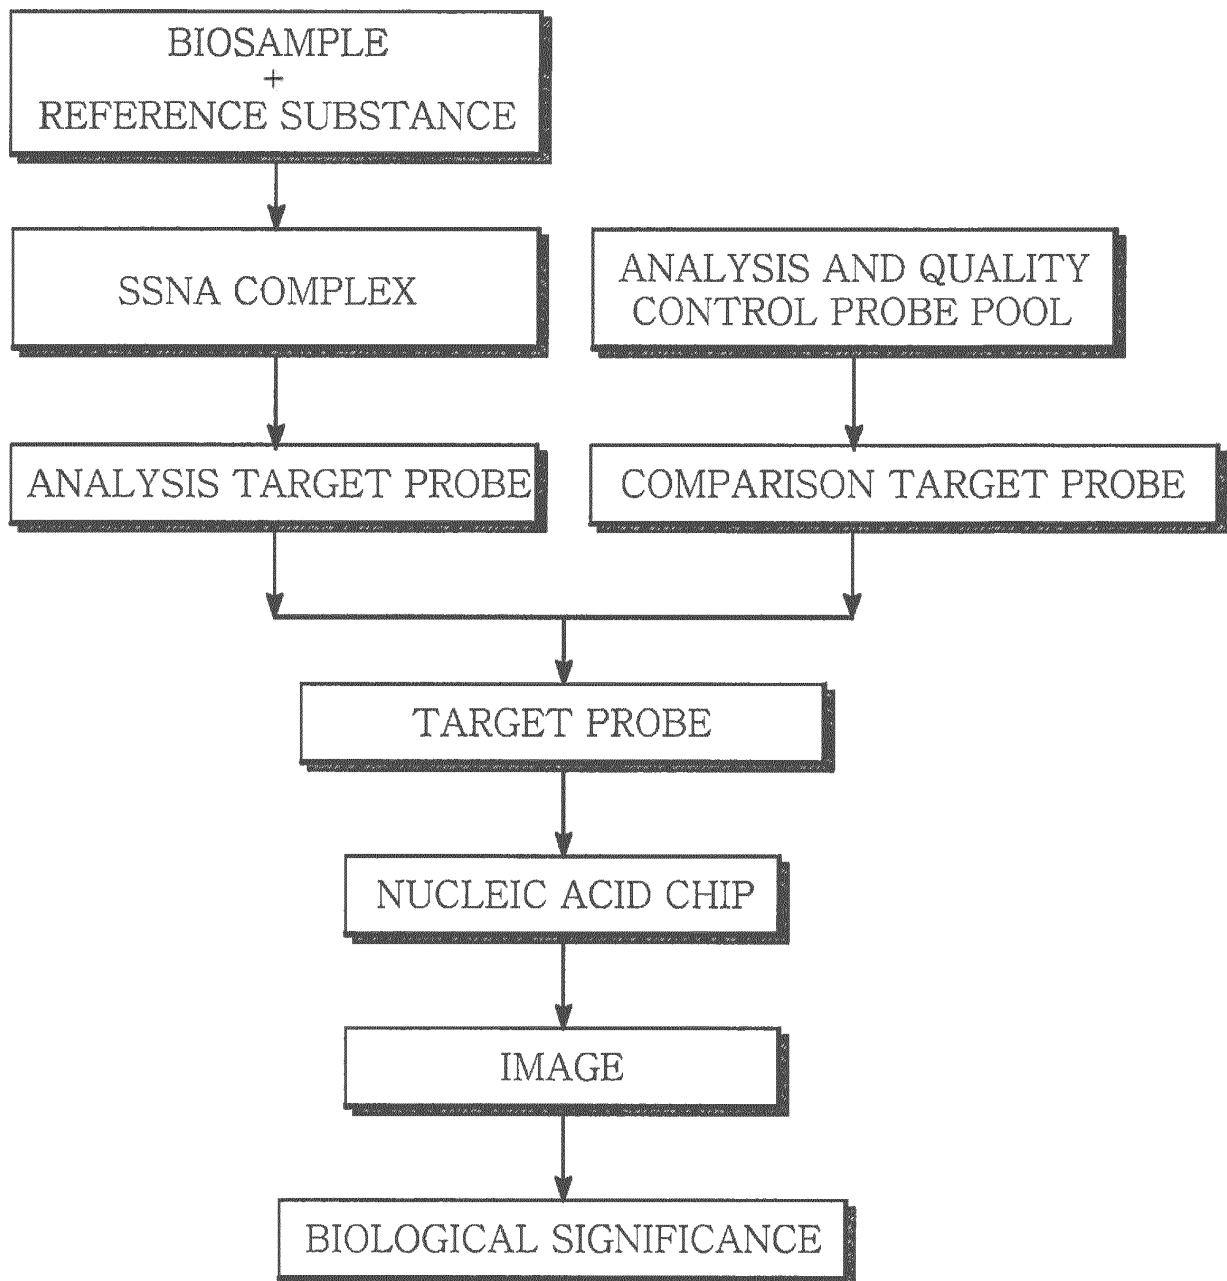 BIOSAMPLE
+
REFERENCE SUBSTANCE
SSNA COMPLEX
ANALYSIS AND QUALITY
CONTROL PROBE POOL
ANALYSIS TARGET PROBE
COMPARISON TARGET PROBE
TARGET PROBE
NUCLEIC ACID CHIP
IMAGE
BIOLOGICAL SIGNIFICANCE